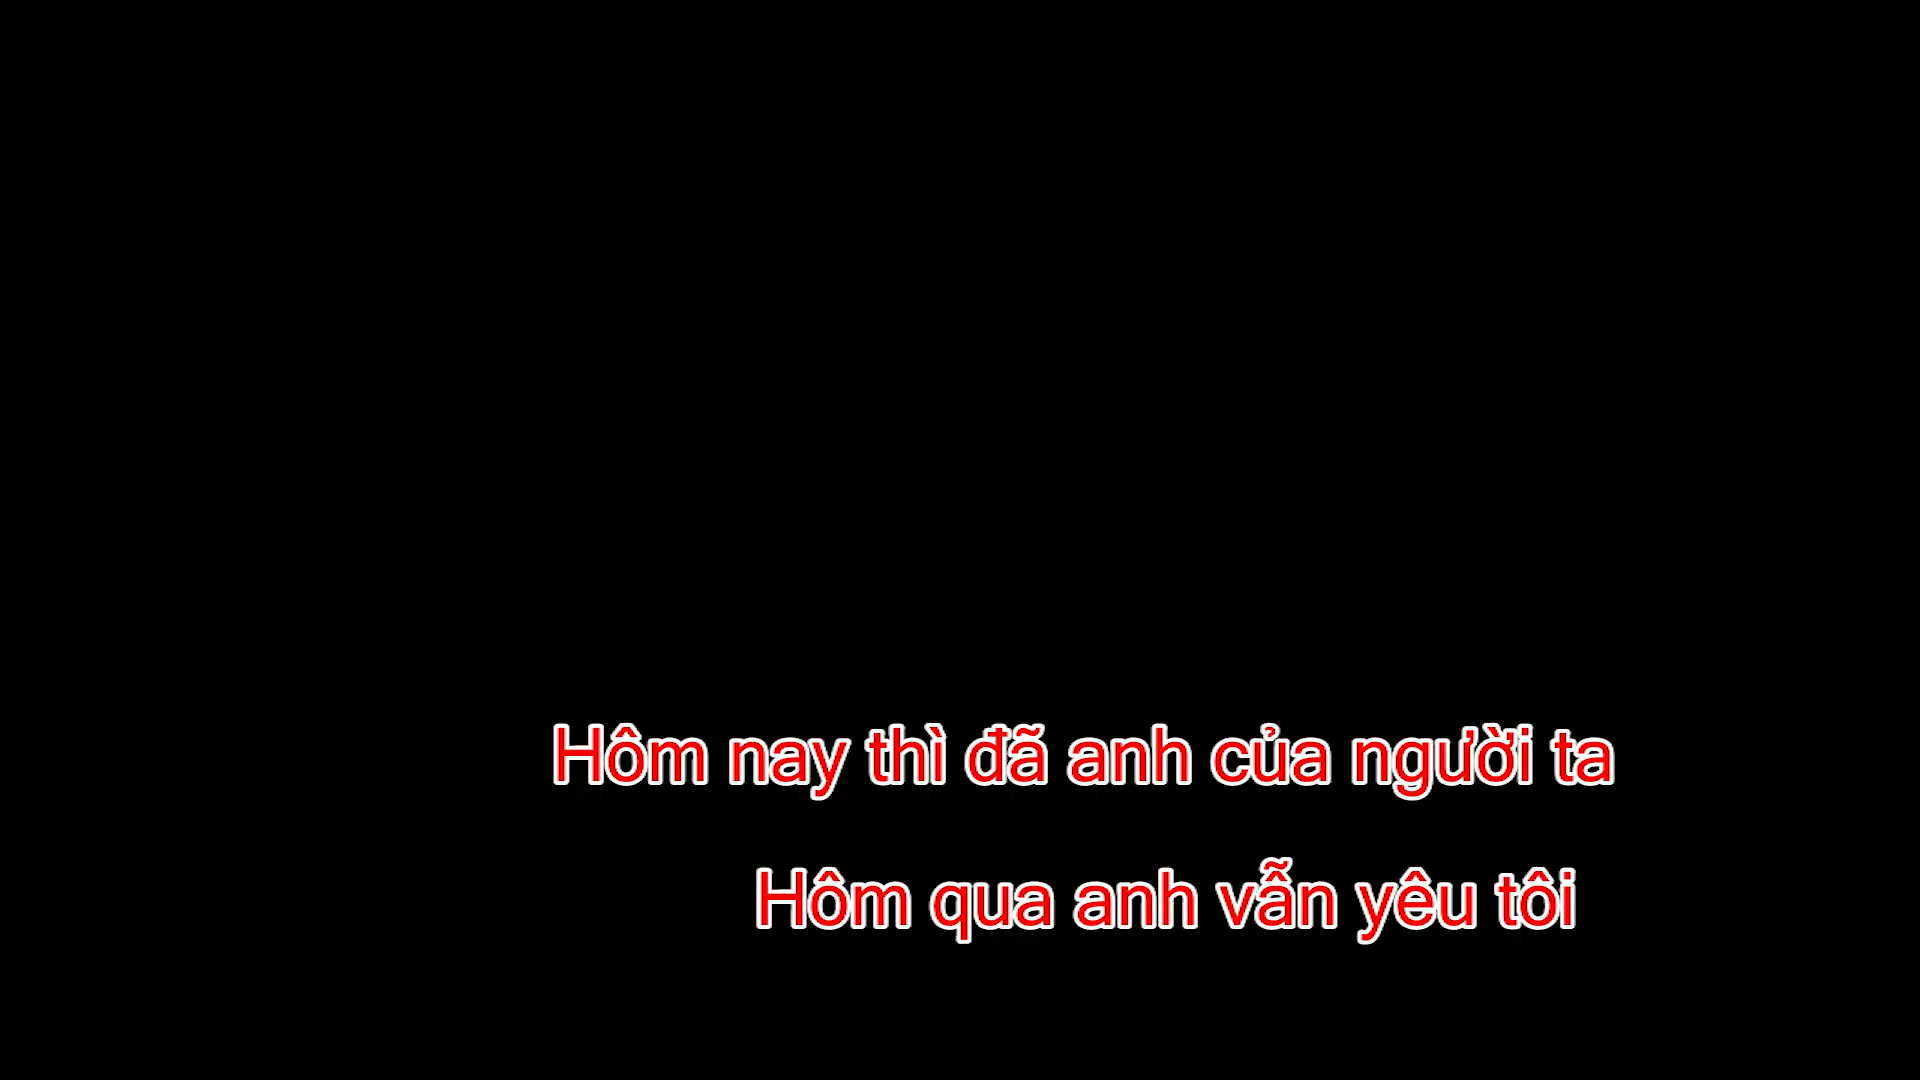 Hôm nay thì đã anh của người ta
Hôm qua anh vẫn yêu tôi